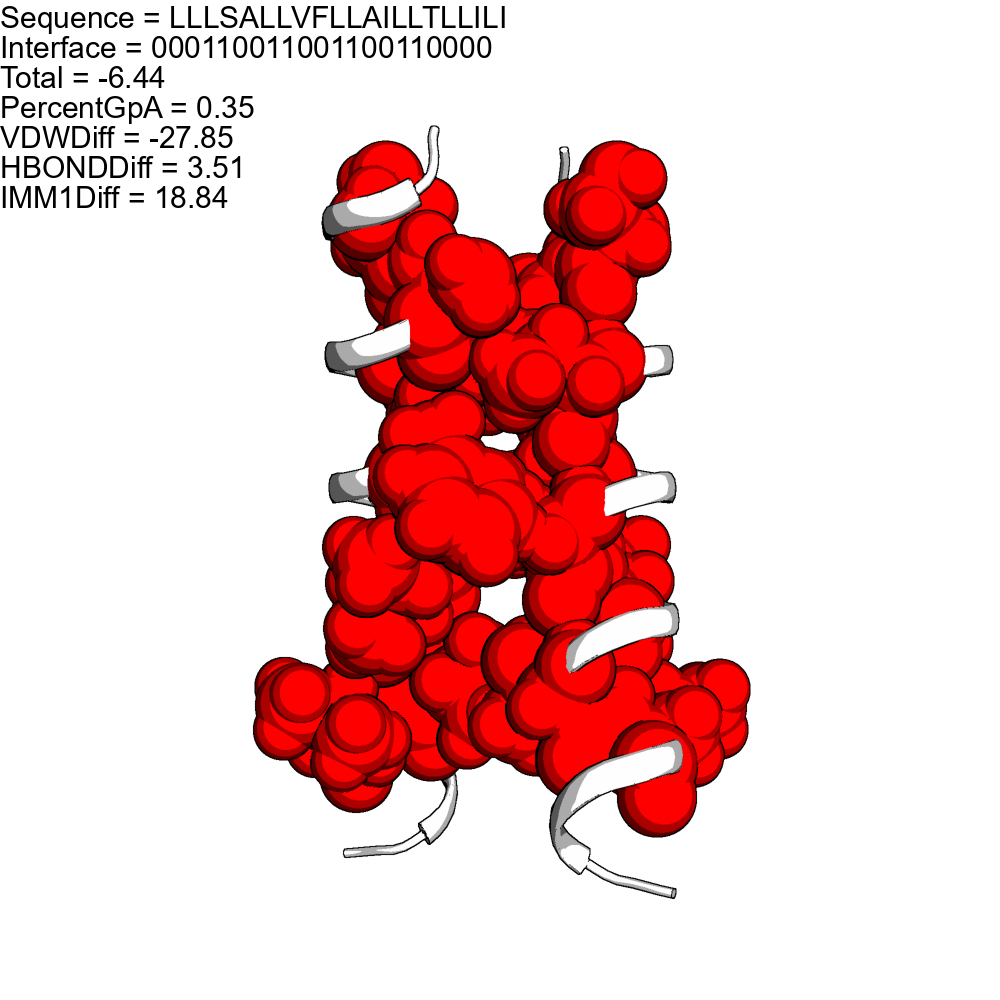 Sequence = LLLSALLVFLLAILLTLLILI
Interface = 000110011001100110000
Total = -6.44
PercentGpA = 0.35
VDWDiff = -27.85
HBONDDiff = 3.51
IMM1Diff = 18.84